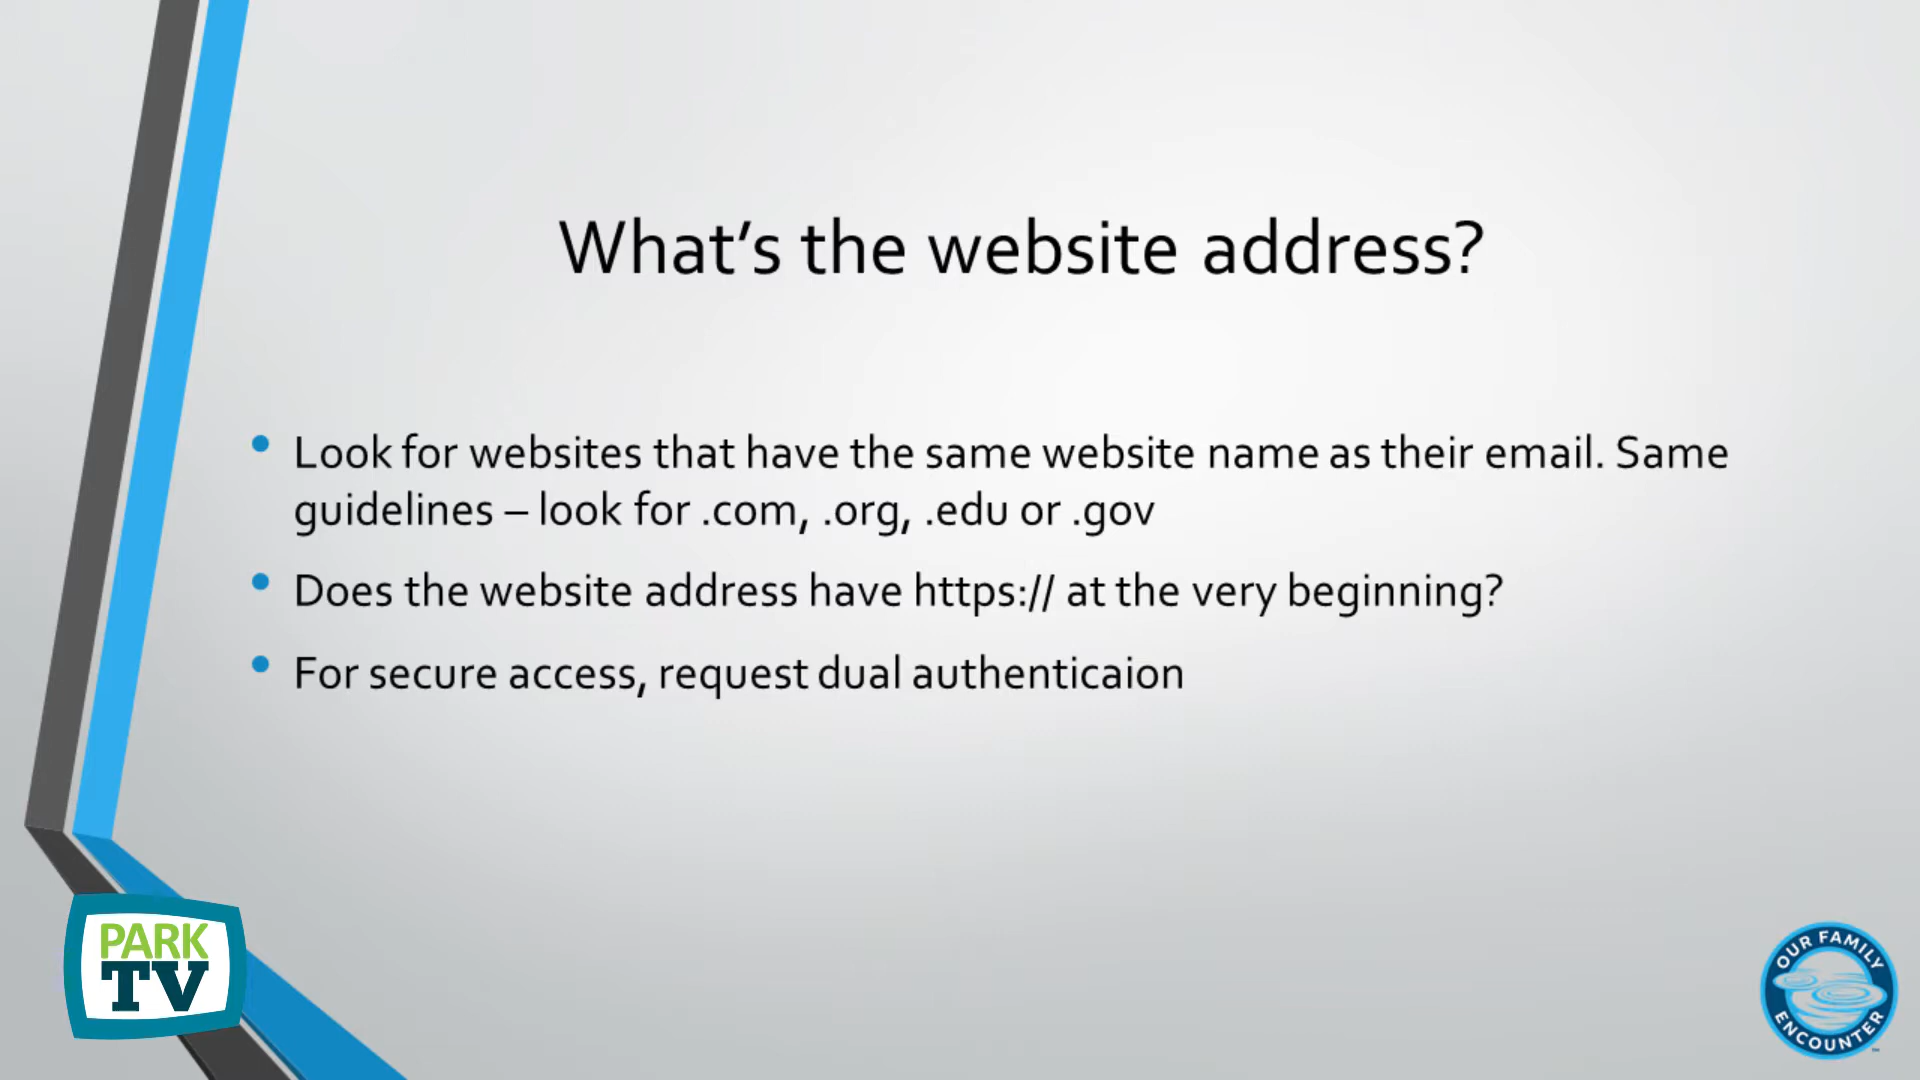 What's the website address?
• Look for websites that have the same website name as their email. Same
guidelines – look for .com, .org, .edu or .gov
• Does the website address have https:// at the very beginning?
• For secure access, request dual authenticaion
PARK
TV
OUR FAMILY
ENCOUNTER